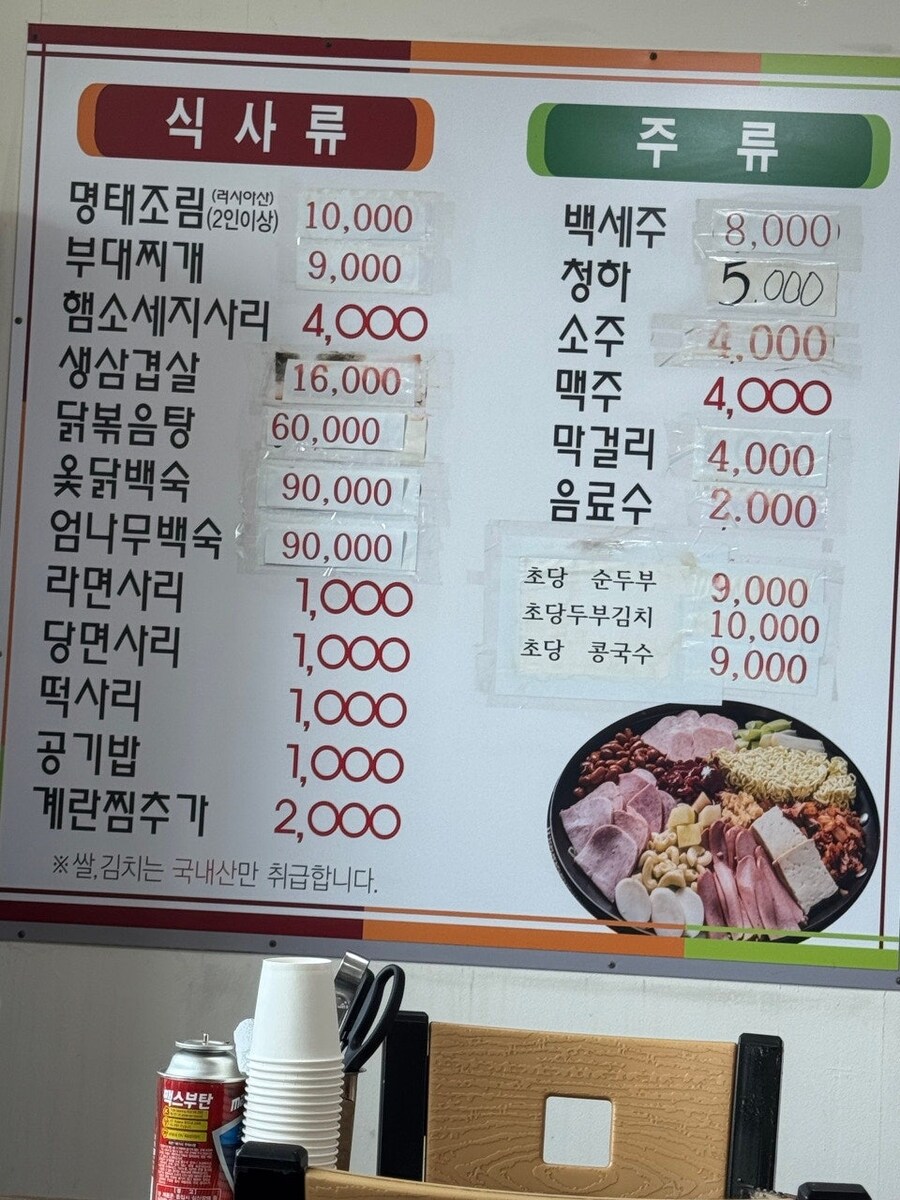 식사류
명태조림 (러시아산) (2인이상) 10,000
부대찌개 9,000
햄소세지사리 4,000
생삼겹살 16,000
닭볶음탕 60,000
옻닭백숙 90,000
엄나무백숙 90,000
라면사리 1,000
당면사리 1,000
떡사리 1,000
공기밥 1,000
계란찜추가 2,000
※쌀,김치는 국내산만 취급합니다.
주류
백세주 8,000
청하 5.000
소주 4,000
맥주 4,000
막걸리 4,000
음료수 2.000
초당 순두부 9,000
초당두부김치 10,000
초당 콩국수 9,000
맥스부탄